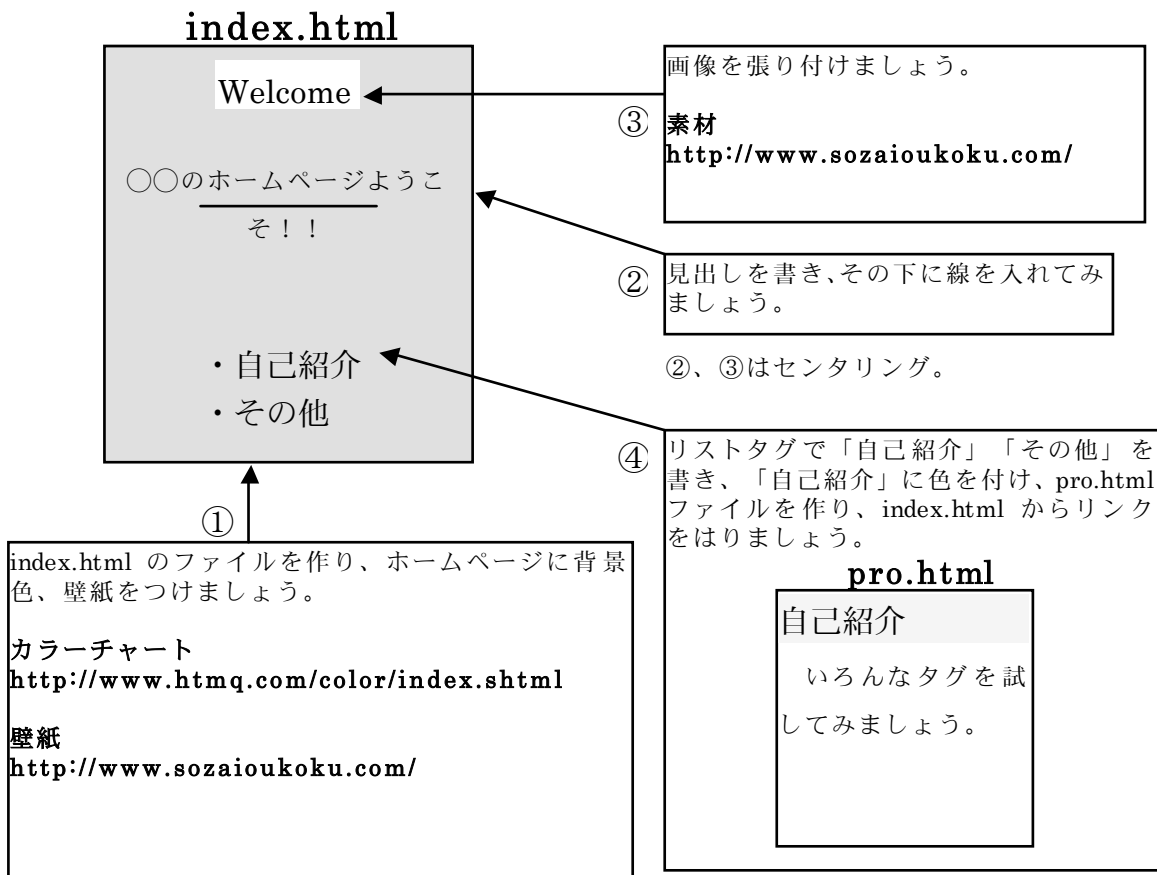 index.html
Welcome
○○のホームページようこ
そ！！
・自己紹介
・その他
①
index.html のファイルを作り、ホームページに背景
色、壁紙をつけましょう。
カラーチャート
http://www.htmq.com/color/index.shtml
壁紙
http://www.sozaioukoku.com/
③
画像を張り付けましょう。
素材
http://www.sozaioukoku.com/
②
見出しを書き、その下に線を入れてみ
ましょう。
②、③はセンタリング。
④
リストタグで「自己紹介」「その他」を
書き、「自己紹介」に色を付け、pro.html
ファイルを作り、index.html からリンク
をはりましょう。
pro.html
自己紹介
いろんなタグを試
してみましょう。